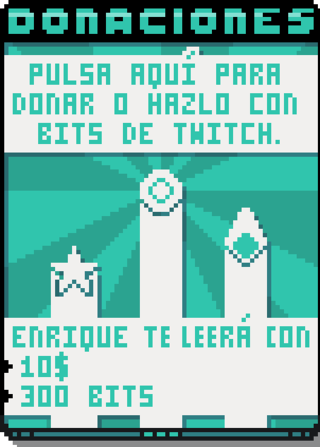 DONACIONES
PULSA AQUÍ PARA
DONAR O HAZLO CON
BITS DE TWITCH.
ENRIQUE TE LEERÁ CON
10$
300 BITS